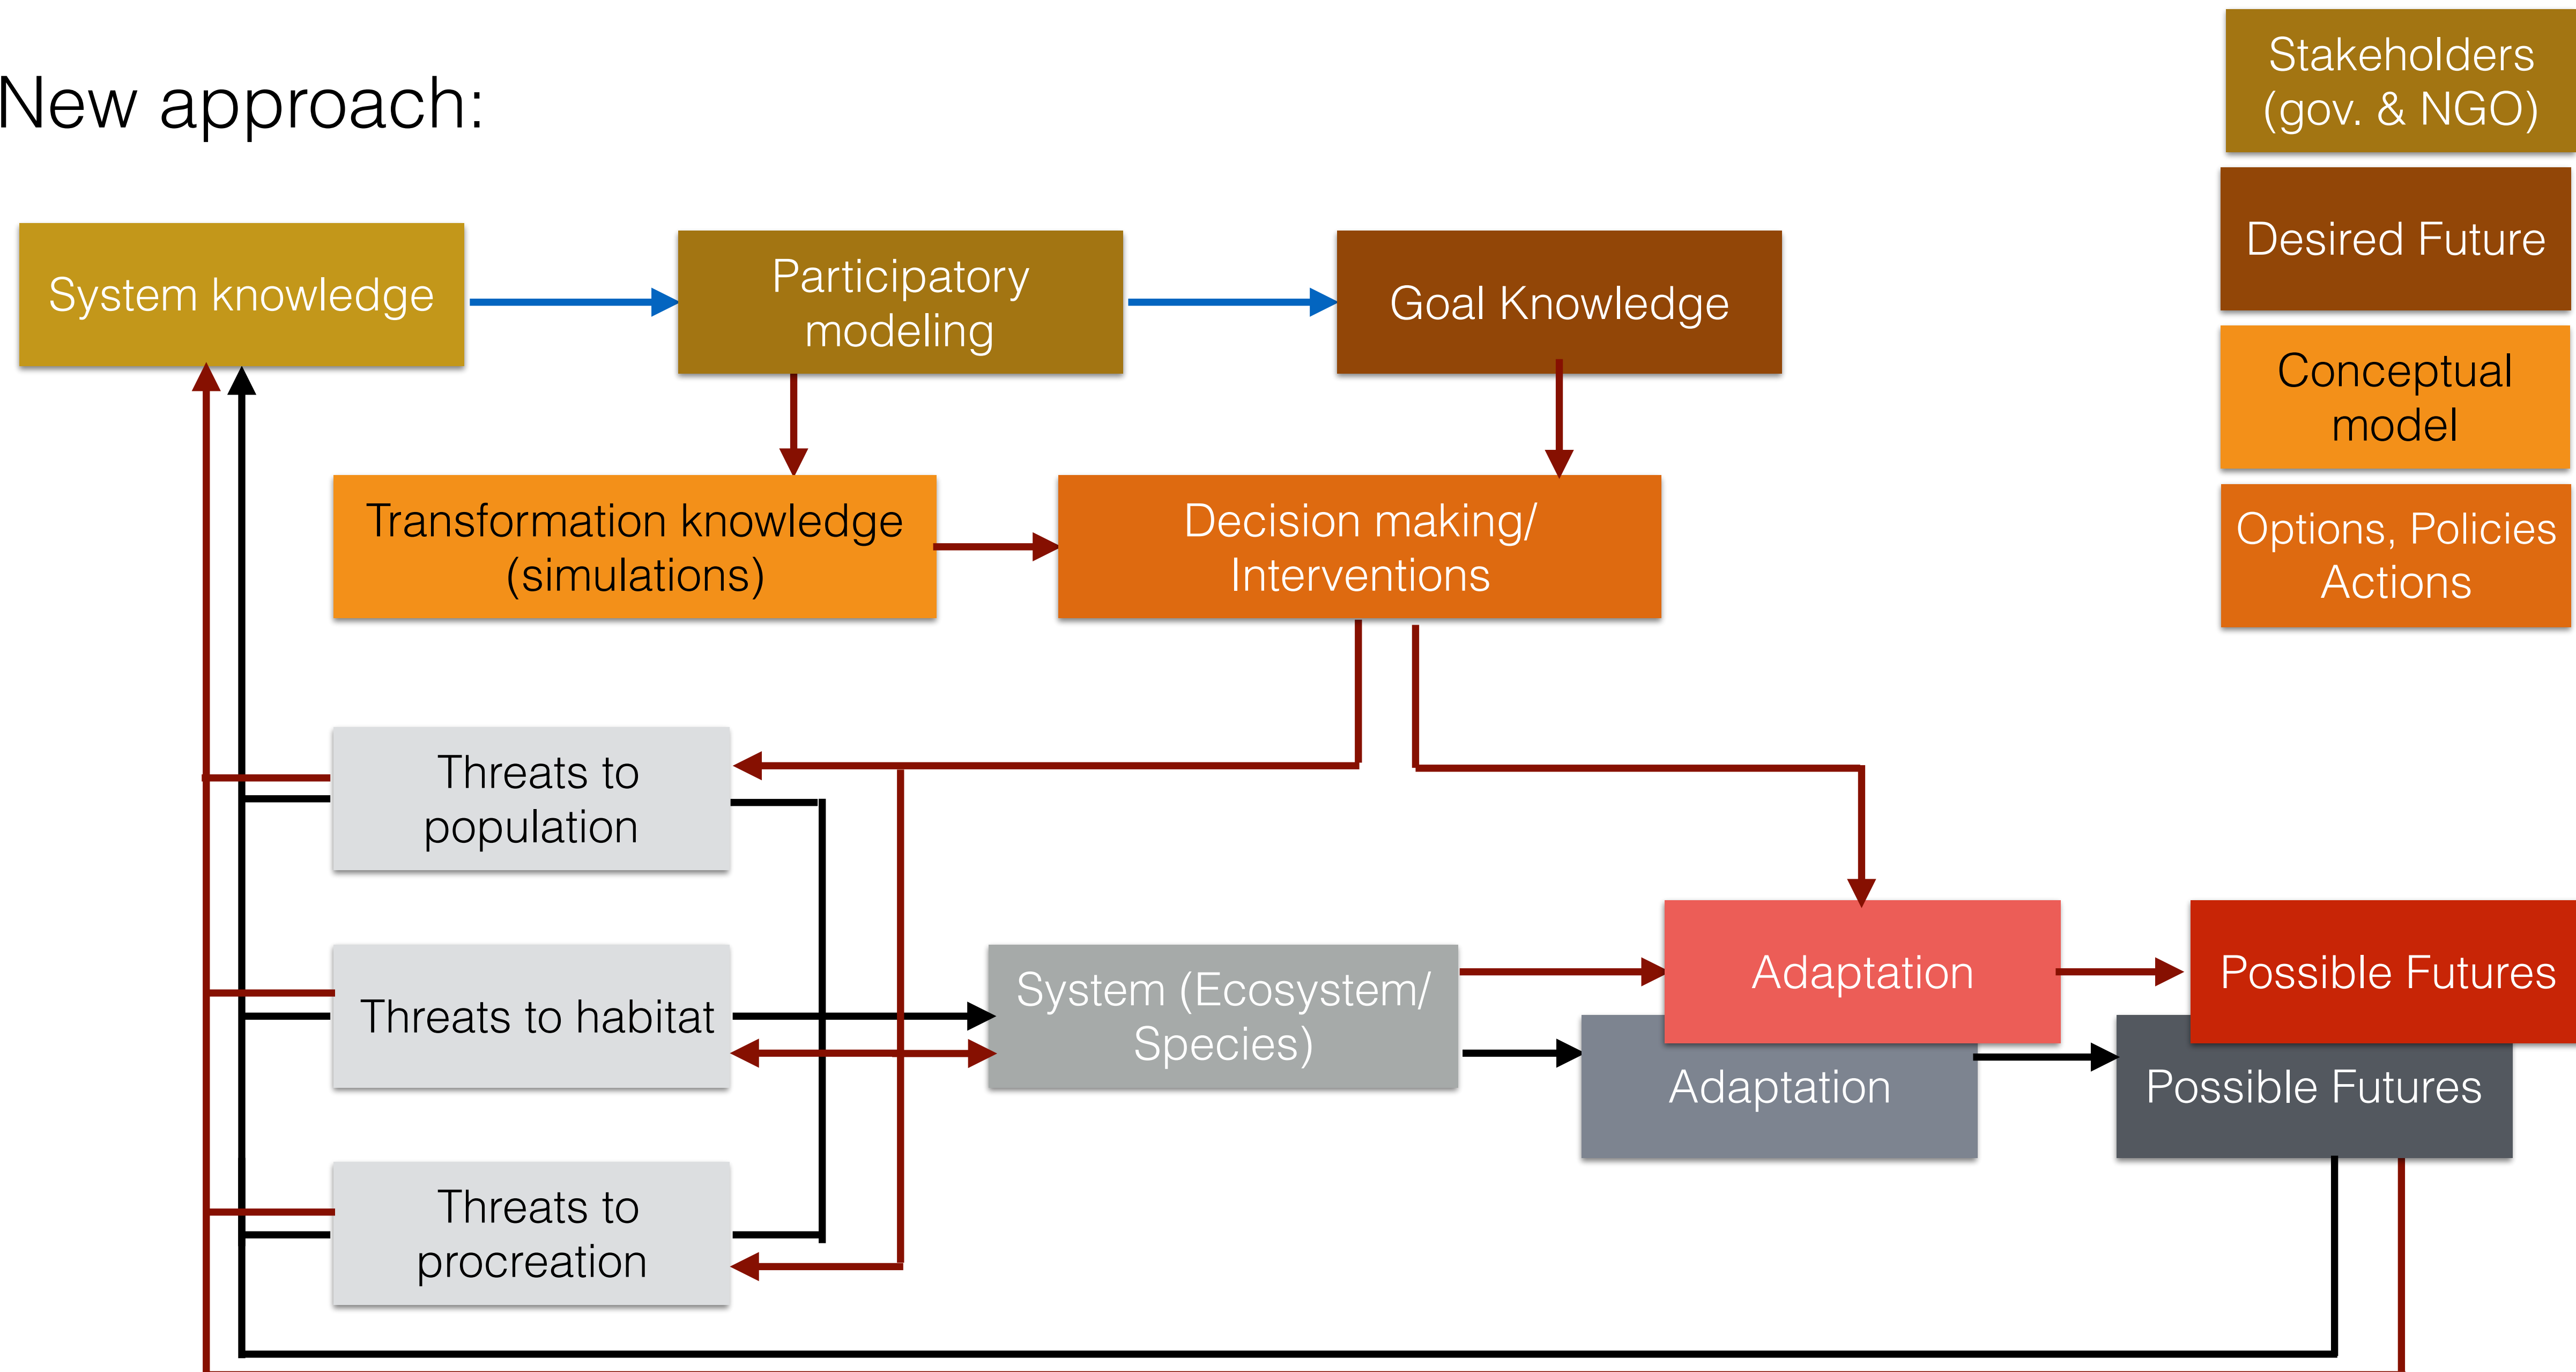 New approach:
Stakeholders
(gov. & NGO)
Desired Future
Conceptual
model
Options, Policies
Actions
System knowledge
Participatory
modeling
Goal Knowledge
Transformation knowledge
(simulations)
Decision making/
Interventions
Threats to
population
Threats to habitat
Threats to
procreation
System (Ecosystem/
Species)
Adaptation
Possible Futures
Adaptation
Possible Futures